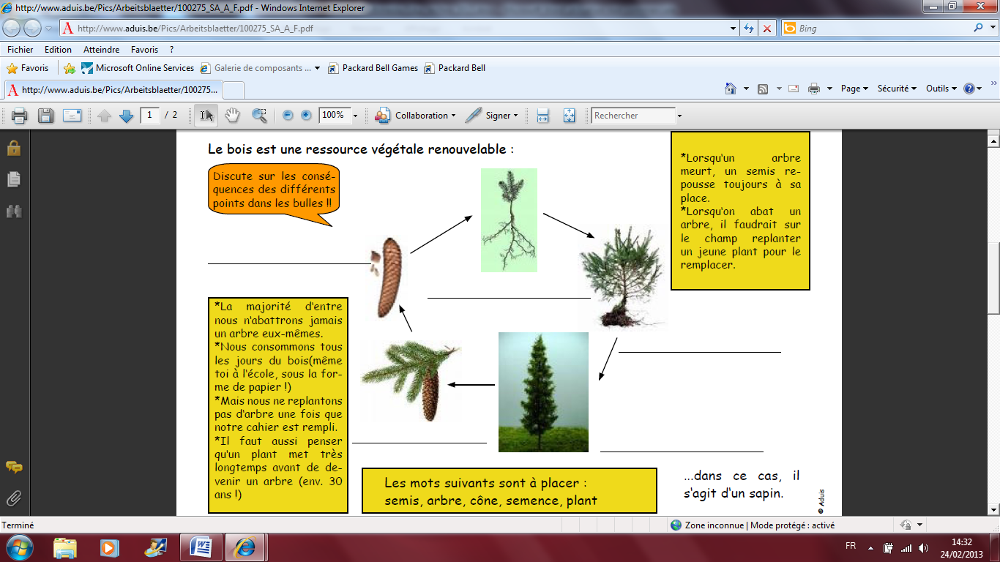 http://www.aduis.be/Pics/Arbeitsblaetter/100275_SA_A_F.pdf - Windows Internet Explorer
http://www.aduis.be/Pics/Arbeitsblaetter/100275_SA_A_F.pdf
Bing
Fichier Edition Atteindre Favoris ?
Favoris Microsoft Online Services Galerie de composants ... Packard Bell Games Packard Bell
http://www.aduis.be/Pics/Arbeitsblaetter/100275...
Page Sécurité Outils
1 / 2 100% Collaboration Signer Rechercher
Le bois est une ressource végétale renouvelable :
Discute sur les consé-
quences des différents
points dans les bulles !!
*Lorsqu'un arbre
meurt, un semis re-
pousse toujours à sa
place.
*Lorsqu'on abat un
arbre, il faudrait sur
le champ replanter
un jeune plant pour le
remplacer.
*La majorité d'entre
nous n'abattrons jamais
un arbre eux-mêmes.
*Nous consommons tous
les jours du bois(même
toi à l'école, sous la for-
me de papier !)
*Mais nous ne replantons
pas d'arbre une fois que
notre cahier est rempli.
*Il faut aussi penser
qu'un plant met très
longtemps avant de de-
venir un arbre (env. 30
ans !)
Les mots suivants sont à placer :
semis, arbre, cône, semence, plant
...dans ce cas, il
s'agit d'un sapin.
© Aduis
Terminé
Zone inconnue | Mode protégé : activé
FR
14:32
24/02/2013